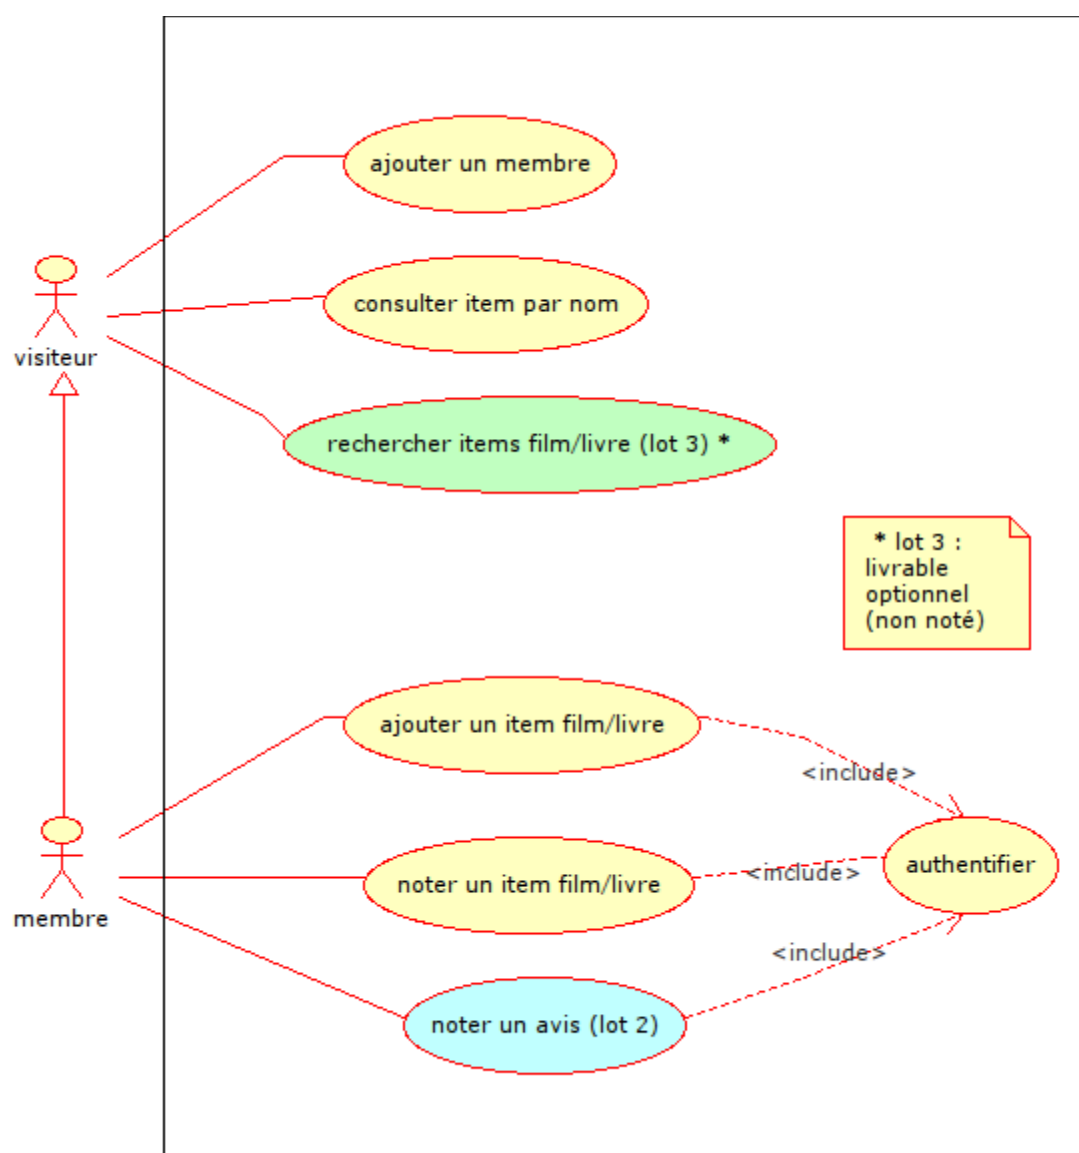 ajouter un membre
consulter item par nom
visiteur
rechercher items film/livre (lot 3) *
* lot 3 :
livrable
optionnel
(non noté)
ajouter un item film/livre
<include>
authentifier
noter un item film/livre
<include>
membre
<include>
noter un avis (lot 2)